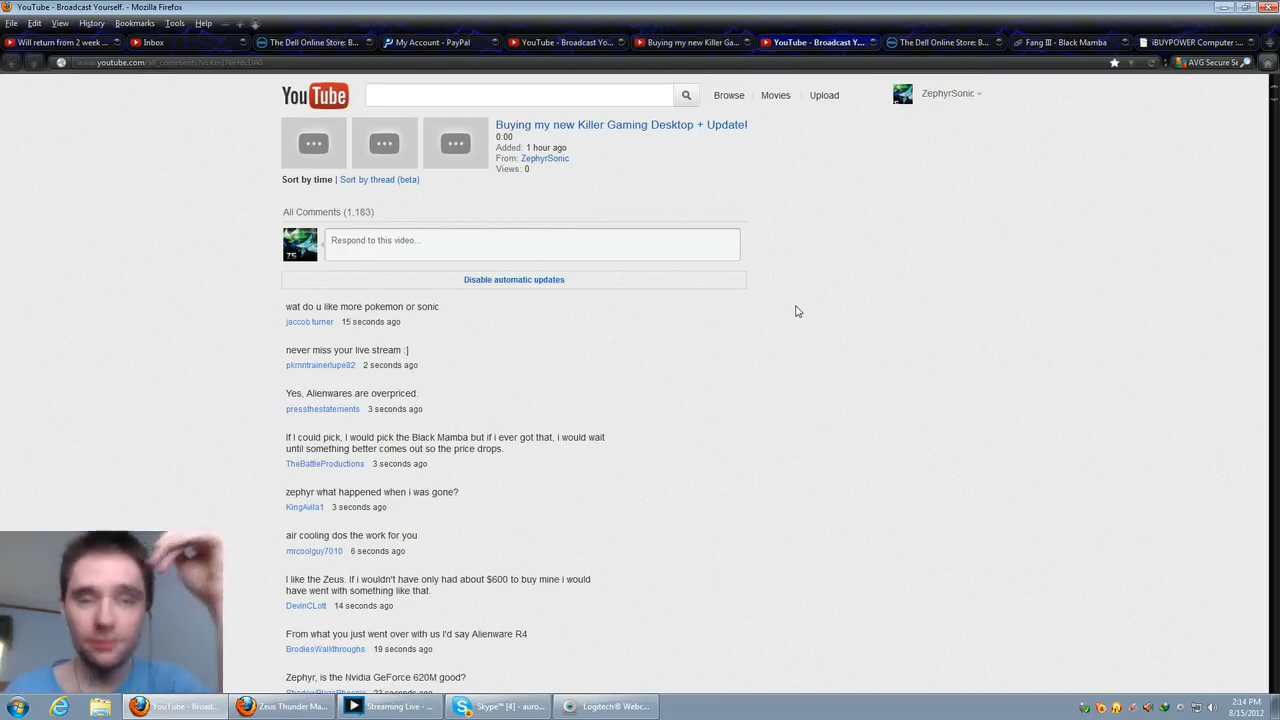 YouTube - Broadcast Yourself. - Mozilla Firefox
File Edit View History Bookmarks Tools Help
Will return from 2 week ...
Inbox
The Dell Online Store: B...
My Account - PayPal
YouTube - Broadcast Yo...
Buying my new Killer Ga...
YouTube - Broadcast Y...
The Dell Online Store: B...
Fang III - Black Mamba
iBUYPOWER Computer : ...
AVG Secure Se
YouTube
Browse Movies Upload
ZephyrSonic
Buying my new Killer Gaming Desktop + Update!
0:00
Added: 1 hour ago
From: ZephyrSonic
Views: 0
Sort by time | Sort by thread (beta)
All Comments (1,183)
Respond to this video...
Disable automatic updates
wat do u like more pokemon or sonic
jaccob turner 15 seconds ago
never miss your live stream :]
pkmntrainerlupe82 2 seconds ago
Yes, Alienwares are overpriced.
pressthestatements 3 seconds ago
If I could pick, I would pick the Black Mamba but if i ever got that, i would wait
until something better comes out so the price drops.
TheBattleProductions 3 seconds ago
zephyr what happened when i was gone?
KingAvila1 3 seconds ago
air cooling dos the work for you
mrcoolguy7010 6 seconds ago
I like the Zeus. If i wouldn't have only had about $600 to buy mine i would
have went with something like that.
DevinCLott 14 seconds ago
From what you just went over with us I'd say Alienware R4
BrodiesWalkthroughs 19 seconds ago
Zephyr, is the Nvidia GeForce 620M good?
ZS
YouTube - Broad...
Zeus Thunder Ma...
Streaming Live - ...
Skype™ [4] - auro...
Logitech® Webc...
2:14 PM
8/15/2012